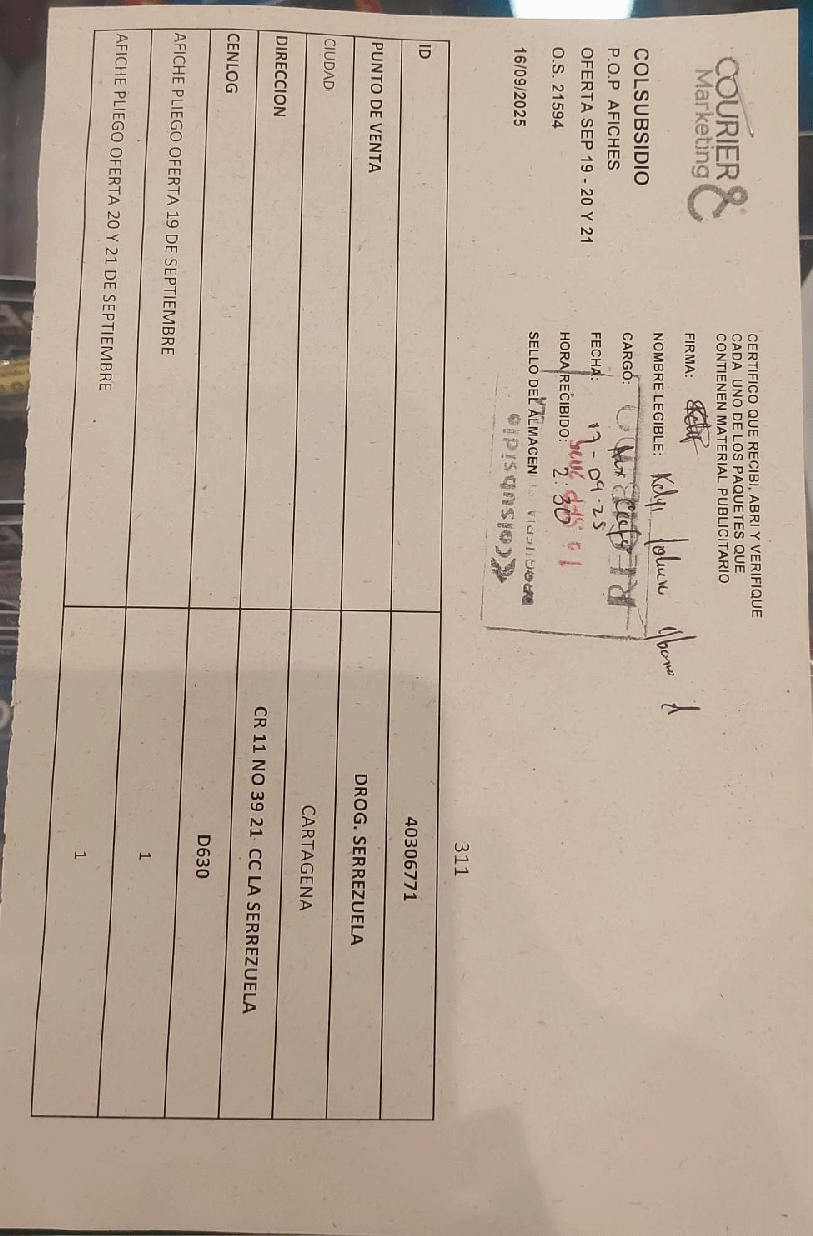 COURIER &
Marketing
COLSUBSIDIO
P.O.P AFICHES
OFERTA SEP 19 - 20 Y 21
O.S. 21594
16/09/2025
CERTIFICO QUE RECIBI, ABRI Y VERIFIQUE
CADA UNO DE LOS PAQUETES QUE
CONTIENEN MATERIAL PUBLICITARIO
FIRMA:
NOMBRE LEGIBLE:
CARGO:
FECHA: 17-09-25
HORA RECIBIDO: 2:30
SELLO DEL ALMACEN
Colsubsidio
311
ID 40306771
PUNTO DE VENTA DROG. SERREZUELA
CIUDAD CARTAGENA
DIRECCION CR 11 NO 39 21 CC LA SERREZUELA
CENLOG D630
AFICHE PLIEGO OFERTA 19 DE SEPTIEMBRE 1
AFICHE PLIEGO OFERTA 20 Y 21 DE SEPTIEMBRE 1